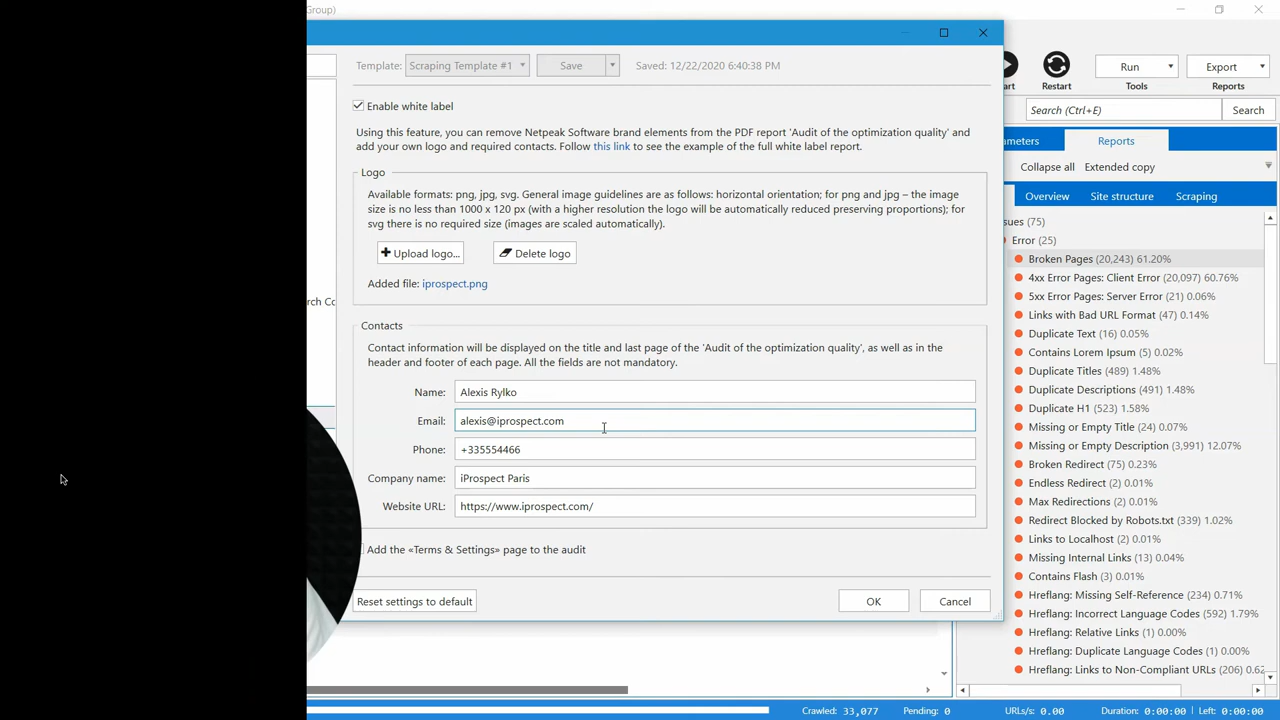 Group)
Template:
Scraping Template #1
Save
Saved: 12/22/2020 6:40:38 PM
Enable white label
Using this feature, you can remove Netpeak Software brand elements from the PDF report 'Audit of the optimization quality' and
add your own logo and required contacts. Follow this link to see the example of the full white label report.
Logo
Available formats: png, jpg, svg. General image guidelines are as follows: horizontal orientation; for png and jpg – the image
size is no less than 1000 x 120 px (with a higher resolution the logo will be automatically reduced preserving proportions); for
svg there is no required size (images are scaled automatically).
Upload logo...
Delete logo
Added file: iprospect.png
Contacts
Contact information will be displayed on the title and last page of the 'Audit of the optimization quality', as well as in the
header and footer of each page. All the fields are not mandatory.
Name: Alexis Rylko
Email: alexis@iprospect.com
Phone: +335554466
Company name: iProspect Paris
Website URL: https://www.iprospect.com/
Add the «Terms & Settings» page to the audit
Reset settings to default
OK
Cancel
rch Co
art
Restart
Run
Tools
Export
Reports
Search (Ctrl+E)
Search
ameters
Reports
Collapse all
Extended copy
Overview
Site structure
Scraping
sues (75)
Error (25)
Broken Pages (20,243) 61.20%
4xx Error Pages: Client Error (20,097) 60.76%
5xx Error Pages: Server Error (21) 0.06%
Links with Bad URL Format (47) 0.14%
Duplicate Text (16) 0.05%
Contains Lorem Ipsum (5) 0.02%
Duplicate Titles (489) 1.48%
Duplicate Descriptions (491) 1.48%
Duplicate H1 (523) 1.58%
Missing or Empty Title (24) 0.07%
Missing or Empty Description (3,991) 12.07%
Broken Redirect (75) 0.23%
Endless Redirect (2) 0.01%
Max Redirections (2) 0.01%
Redirect Blocked by Robots.txt (339) 1.02%
Links to Localhost (2) 0.01%
Missing Internal Links (13) 0.04%
Contains Flash (3) 0.01%
Hreflang: Missing Self-Reference (234) 0.71%
Hreflang: Incorrect Language Codes (592) 1.79%
Hreflang: Relative Links (1) 0.00%
Hreflang: Duplicate Language Codes (1) 0.00%
Hreflang: Links to Non-Compliant URLs (206) 0.62
Crawled: 33,077
Pending: 0
URLs/s: 0.00
Duration: 0:00:00
Left: 0:00:00